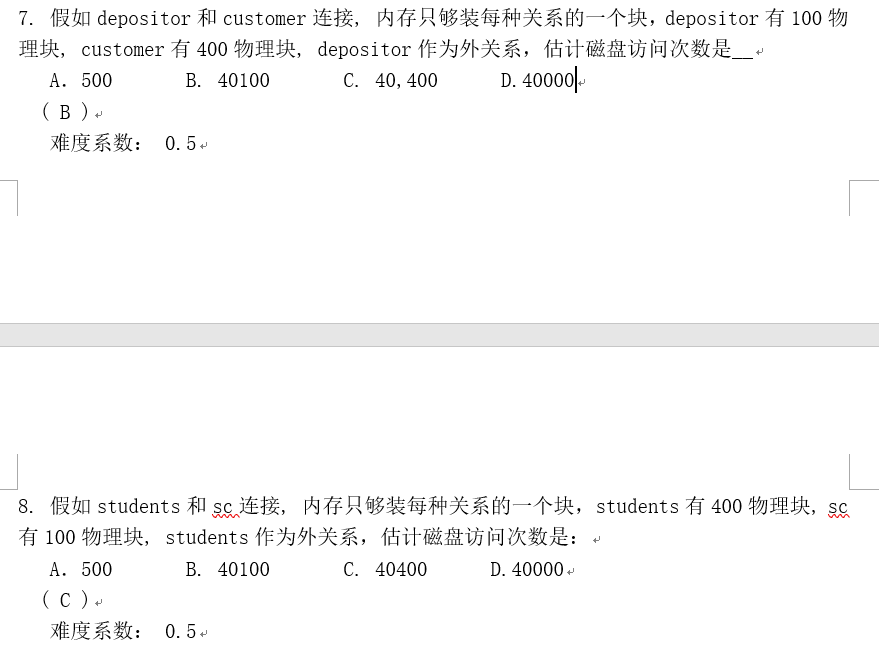 7. 假如 depositor 和 customer 连接, 内存只够装每种关系的一个块，depositor 有 100 物
理块, customer 有 400 物理块, depositor 作为外关系，估计磁盘访问次数是__
A. 500 B. 40100 C. 40,400 D.40000
( B )
难度系数: 0.5
8. 假如 students 和 sc 连接, 内存只够装每种关系的一个块，students 有 400 物理块, sc
有 100 物理块, students 作为外关系，估计磁盘访问次数是:
A. 500 B. 40100 C. 40400 D.40000
( C )
难度系数: 0.5